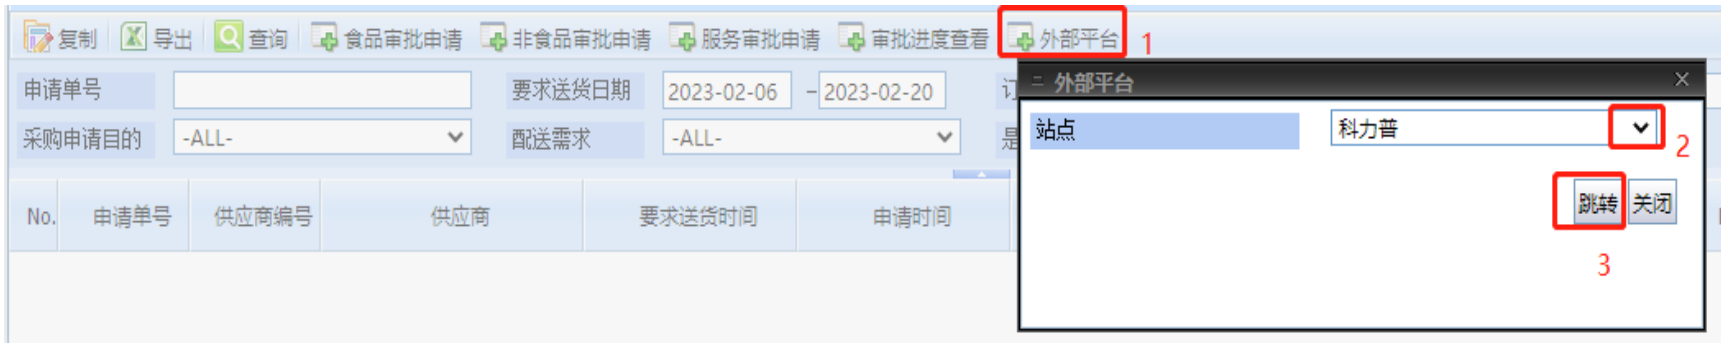 复制 导出 查询 食品审批申请 非食品审批申请 服务审批申请 审批进度查看 外部平台 1
申请单号 要求送货日期 2023-02-06 - 2023-02-20
外部平台
采购申请目的 -ALL- 配送需求 -ALL- 是
站点 科力普 2
跳转 关闭
3
No. 申请单号 供应商编号 供应商 要求送货时间 申请时间